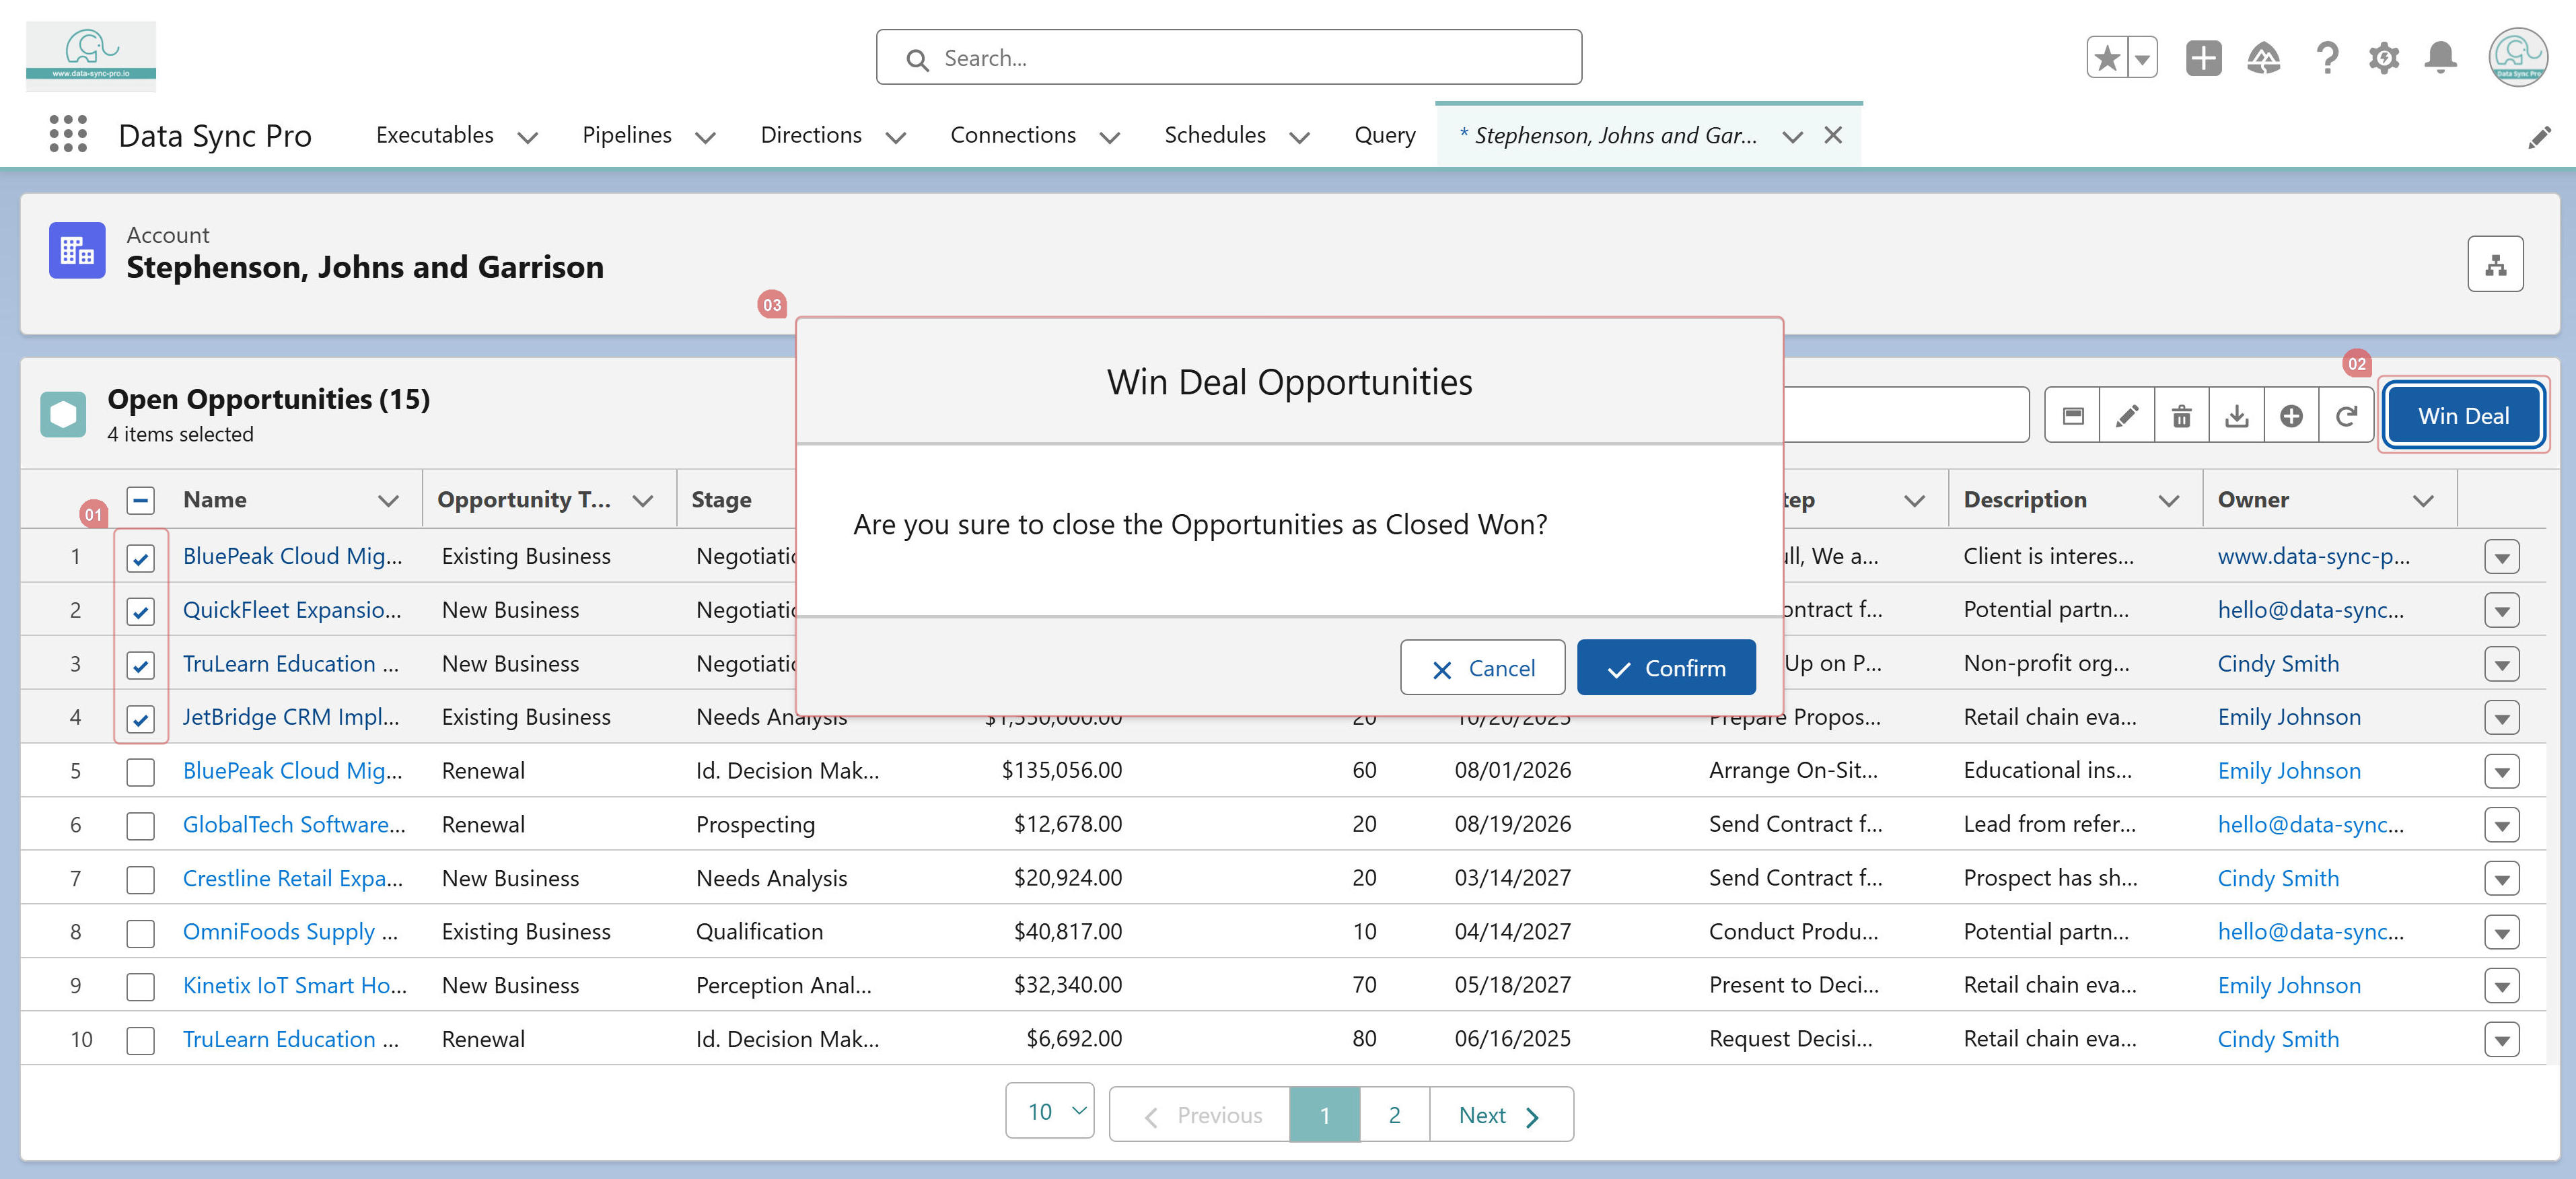 www.data-sync-pro.io
Search...
Data Sync Pro
Data Sync Pro Executables Pipelines Directions Connections Schedules Query * Stephenson, Johns and Gar...
Account
Stephenson, Johns and Garrison
03
Win Deal Opportunities
02
Open Opportunities (15)
4 items selected
Win Deal
01
Name Opportunity T... Stage Description Owner
Are you sure to close the Opportunities as Closed Won?
1 BluePeak Cloud Mig... Existing Business We a... Client is interes... www.data-sync-p...
2 QuickFleet Expansio... New Business f... Potential partn... hello@data-sync...
3 TruLearn Education ... New Business Up on P... Non-profit org... Cindy Smith
Cancel Confirm
4 JetBridge CRM Impl... Existing Business Needs Analysis $1,550,000.00 20 10/20/2025 Prepare Propos... Retail chain eva... Emily Johnson
5 BluePeak Cloud Mig... Renewal Id. Decision Mak... $135,056.00 60 08/01/2026 Arrange On-Sit... Educational ins... Emily Johnson
6 GlobalTech Software... Renewal Prospecting $12,678.00 20 08/19/2026 Send Contract f... Lead from refer... hello@data-sync...
7 Crestline Retail Expa... New Business Needs Analysis $20,924.00 20 03/14/2027 Send Contract f... Prospect has sh... Cindy Smith
8 OmniFoods Supply ... Existing Business Qualification $40,817.00 10 04/14/2027 Conduct Produ... Potential partn... hello@data-sync...
9 Kinetix IoT Smart Ho... New Business Perception Anal... $32,340.00 70 05/18/2027 Present to Deci... Retail chain eva... Emily Johnson
10 TruLearn Education ... Renewal Id. Decision Mak... $6,692.00 80 06/16/2025 Request Decisi... Retail chain eva... Cindy Smith
10 Previous 1 2 Next